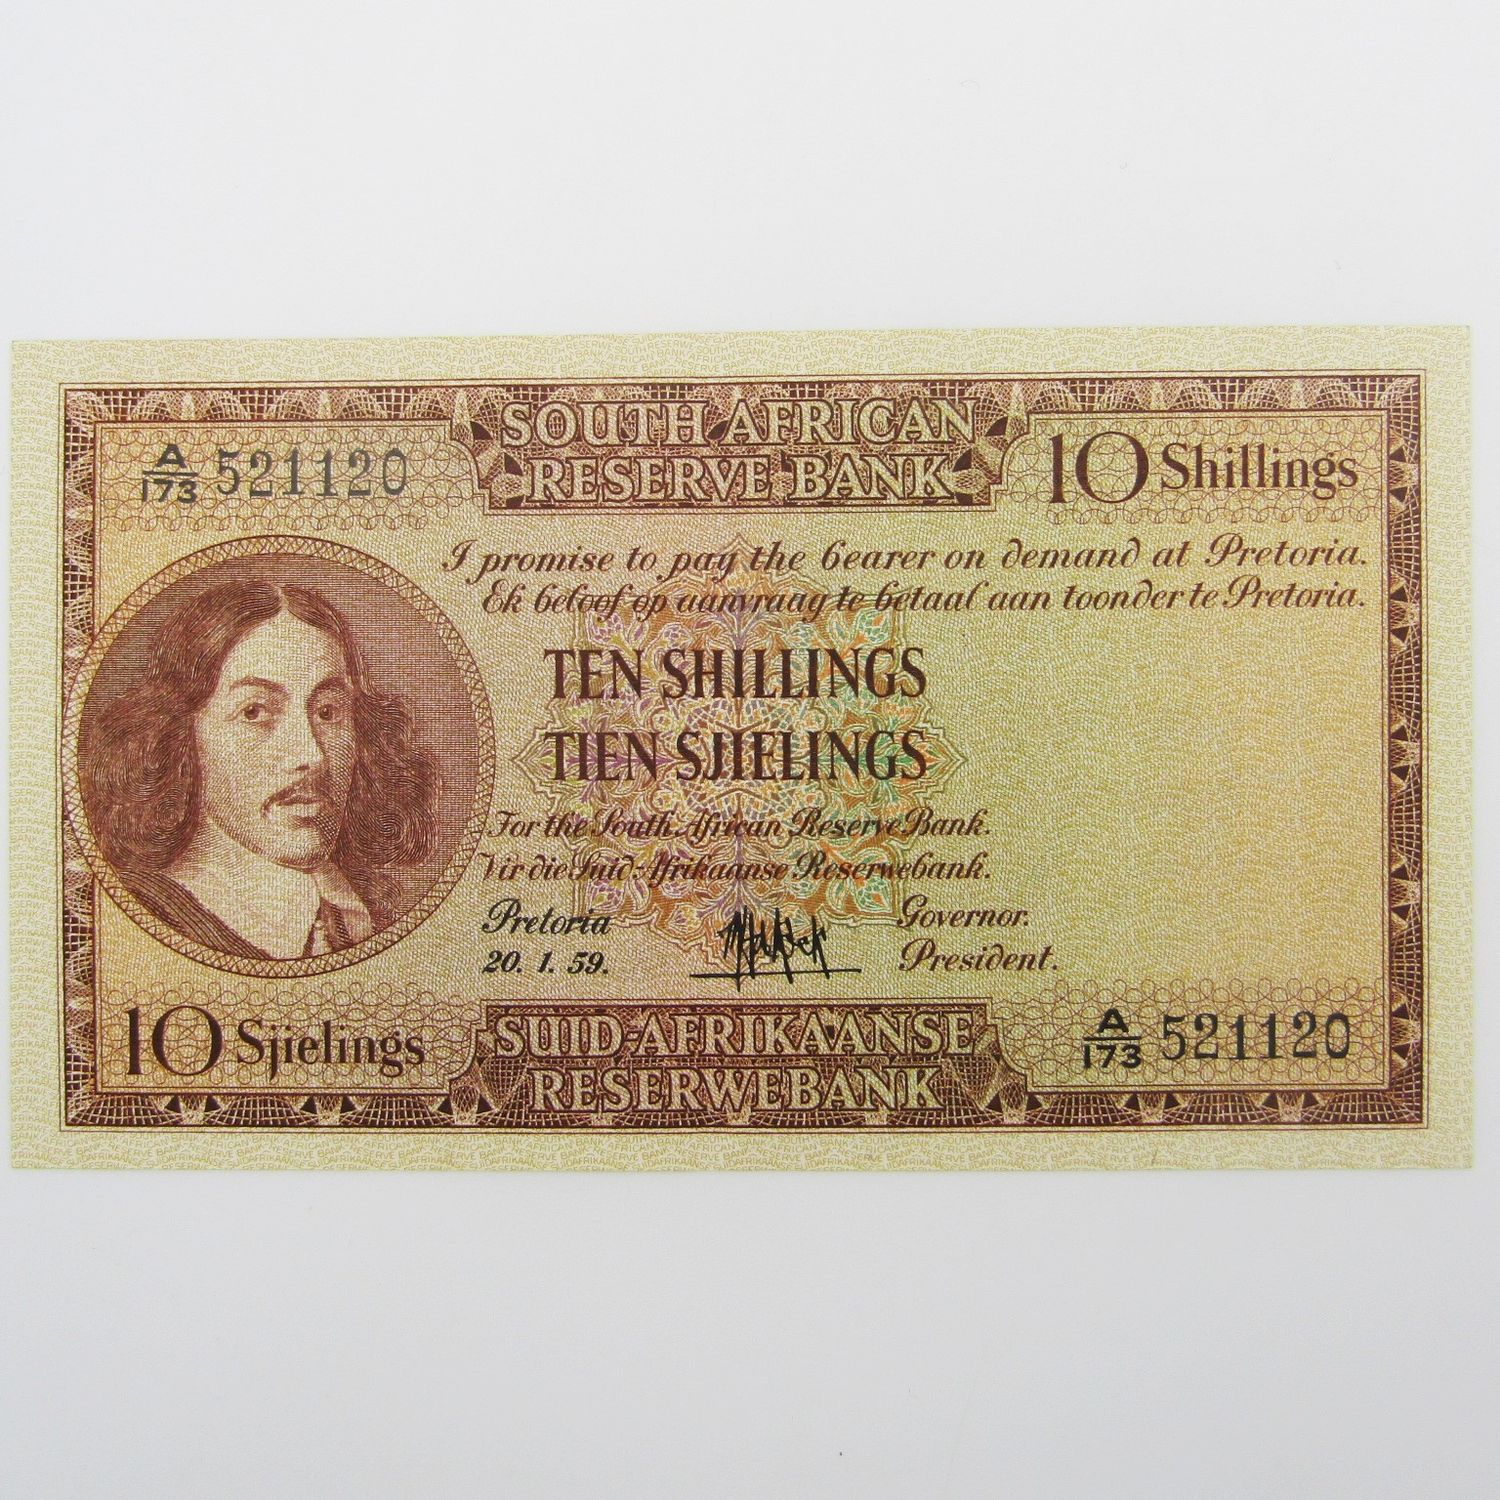 SOUTH AFRICAN
RESERVE BANK
A/173 521120
10 Shillings
I promise to pay the bearer on demand at Pretoria.
Ek beloof op aanvraag te betaal aan toonder te Pretoria.
TEN SHILLINGS
TIEN SJIELINGS
For the South African Reserve Bank.
Vir die Suid-Afrikaanse Reserwebank.
Pretoria
20. 1. 59.
Governor.
President.
10 Sjielings
SUID-AFRIKAANSE
RESERWEBANK
A/173 521120